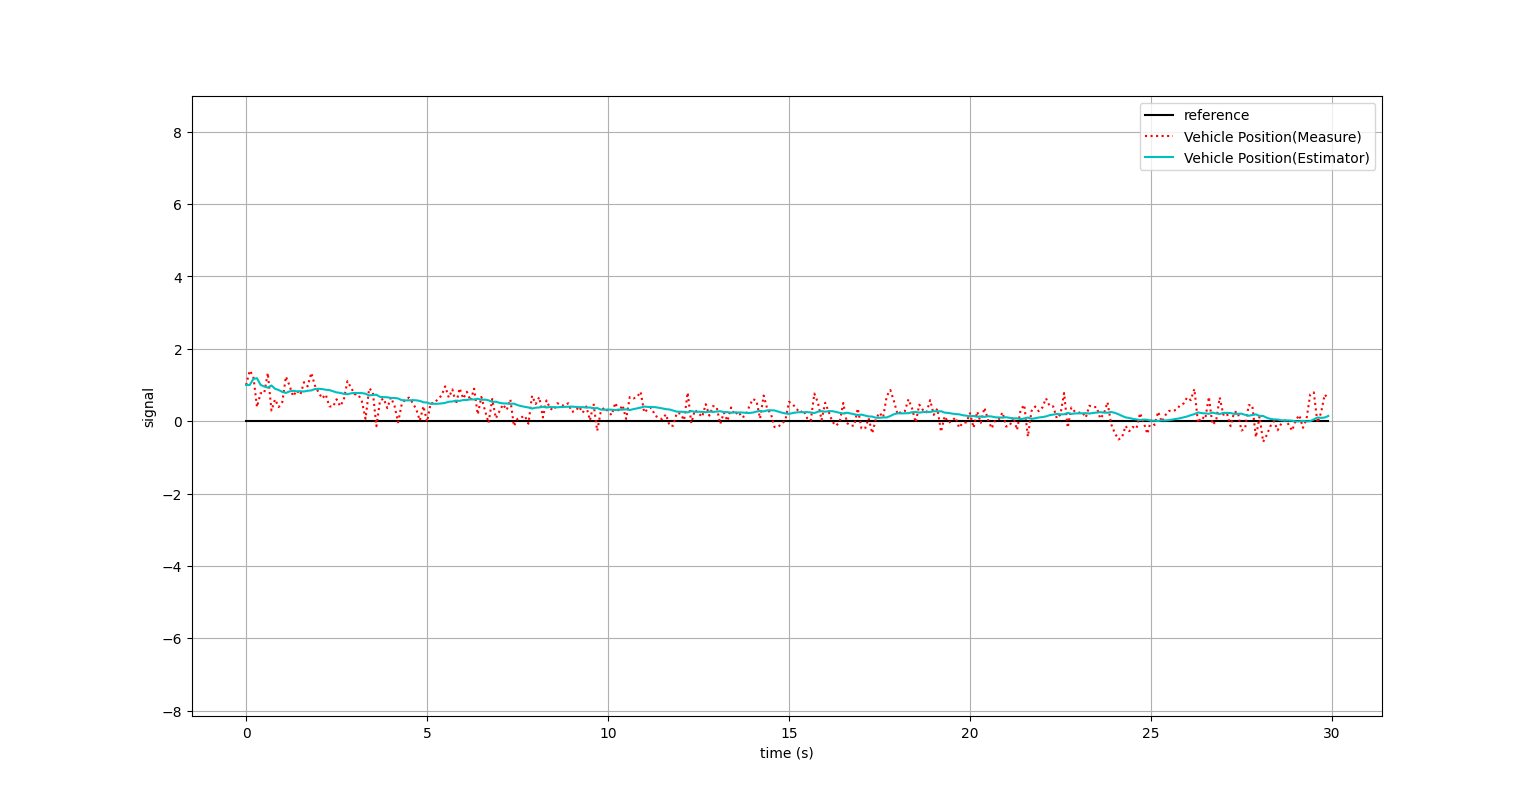 reference
Vehicle Position(Measure)
Vehicle Position(Estimator)
8
6
4
2
0
−2
−4
−6
−8
signal
0 5 10 15 20 25 30
time (s)